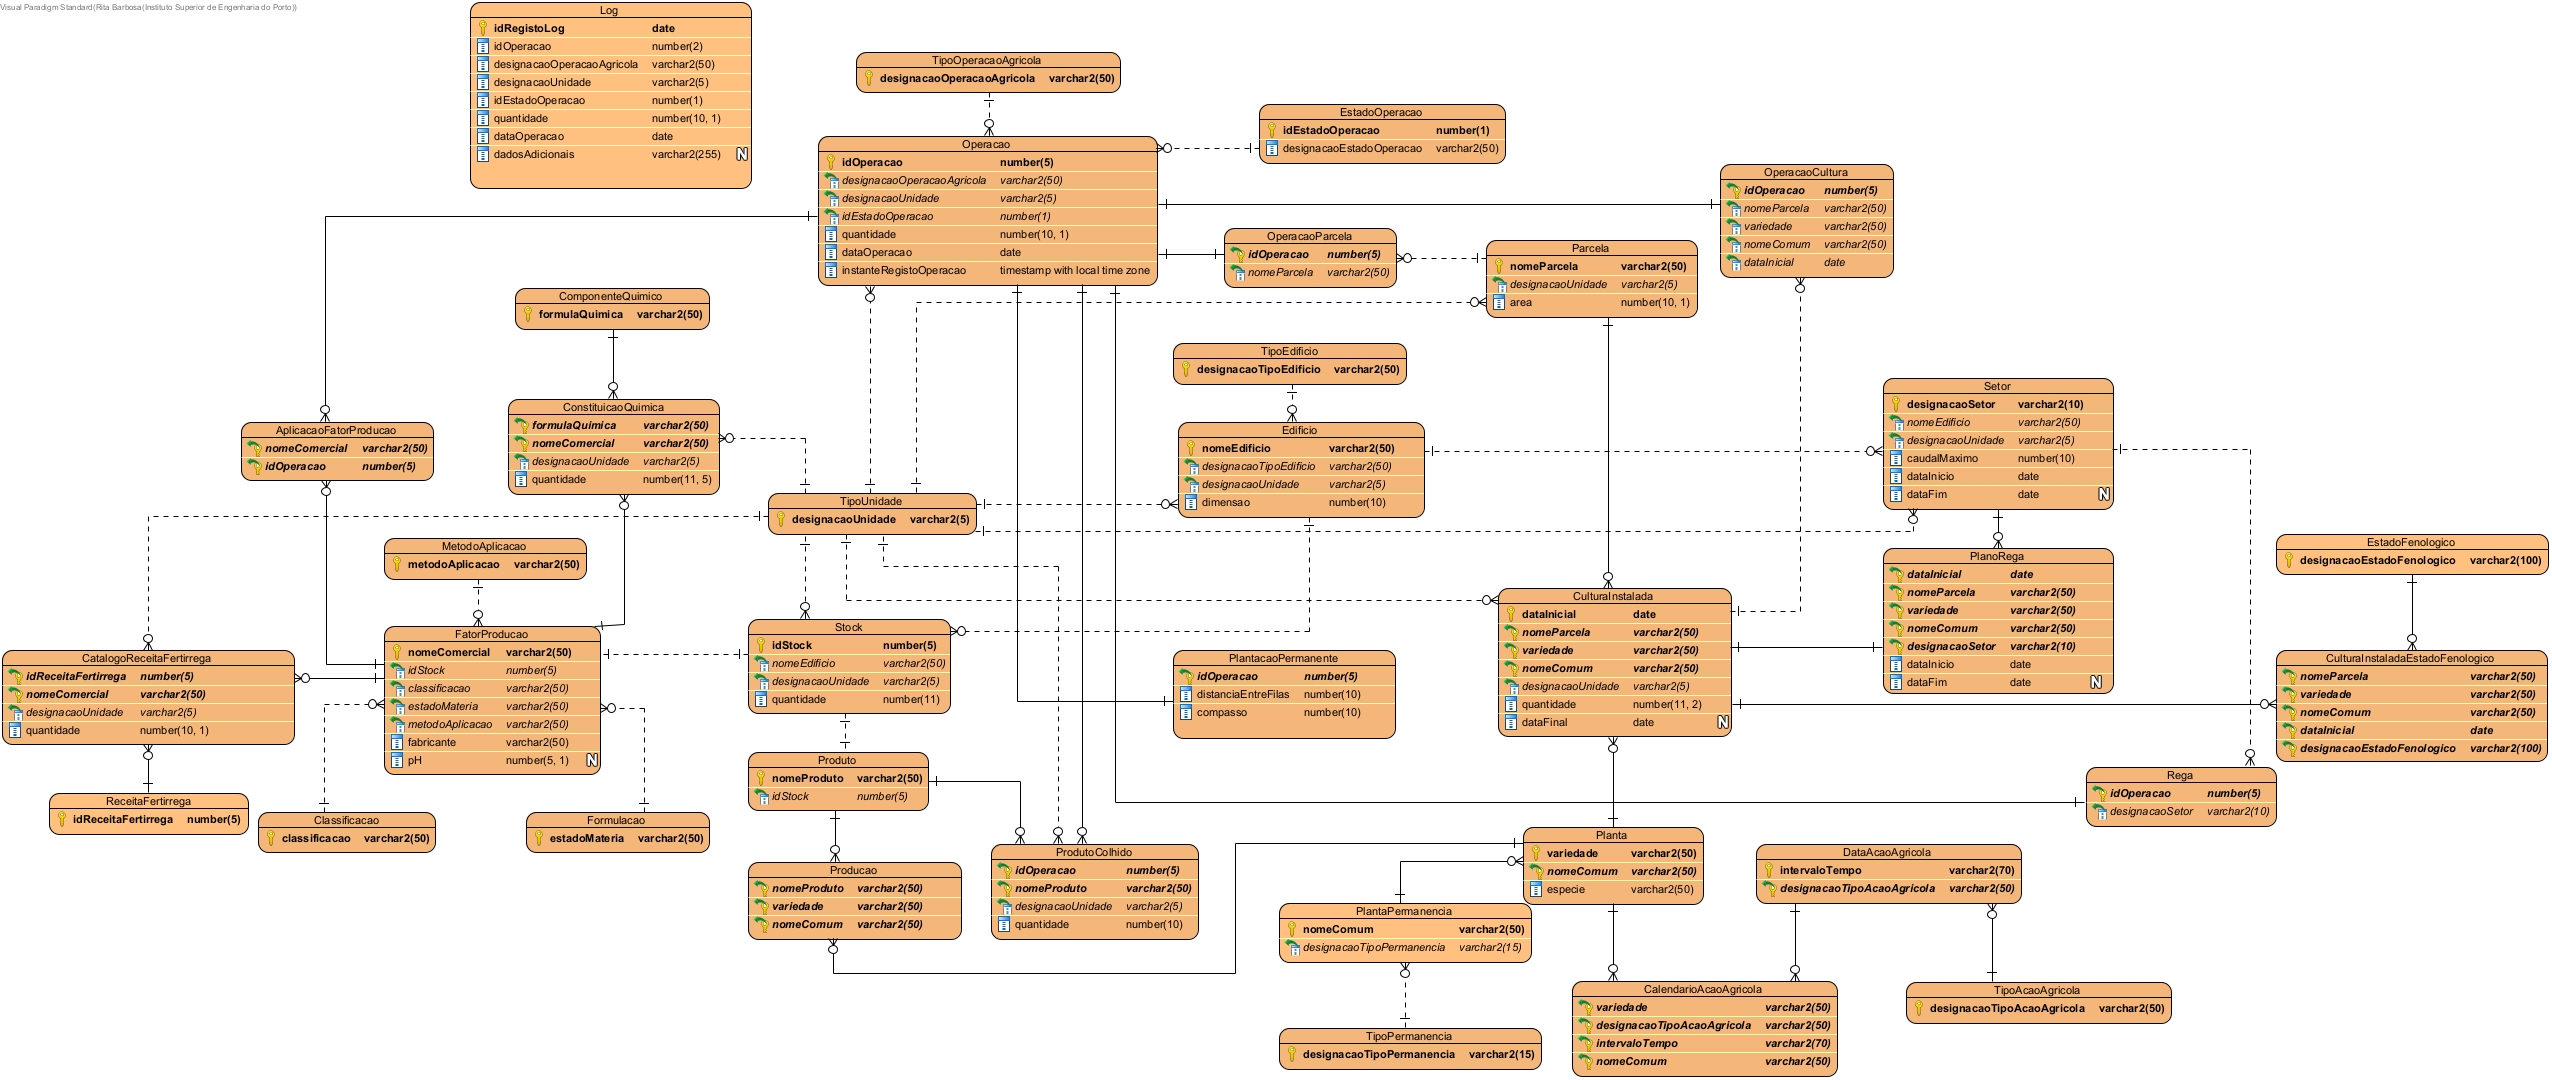 Visual Paradigm Standard(Rita Barbosa(Instituto Superior de Engenharia do Porto))
Log
idRegistoLog date
idOperacao number(2)
designacaoOperacaoAgricola varchar2(50)
designacaoUnidade varchar2(5)
idEstadoOperacao number(1)
quantidade number(10, 1)
dataOperacao date
dadosAdicionais varchar2(255) N
TipoOperacaoAgricola
designacaoOperacaoAgricola varchar2(50)
EstadoOperacao
idEstadoOperacao number(1)
designacaoEstadoOperacao varchar2(50)
Operacao
idOperacao number(5)
designacaoOperacaoAgricola varchar2(50)
designacaoUnidade varchar2(5)
idEstadoOperacao number(1)
quantidade number(10, 1)
dataOperacao date
instanteRegistoOperacao timestamp with local time zone
OperacaoCultura
idOperacao number(5)
nomeParcela varchar2(50)
variedade varchar2(50)
nomeComum varchar2(50)
dataInicial date
OperacaoParcela
idOperacao number(5)
nomeParcela varchar2(50)
Parcela
nomeParcela varchar2(50)
designacaoUnidade varchar2(5)
area number(10, 1)
ComponenteQuimico
formulaQuimica varchar2(50)
TipoEdificio
designacaoTipoEdificio varchar2(50)
Setor
designacaoSetor varchar2(10)
nomeEdificio varchar2(50)
designacaoUnidade varchar2(5)
caudalMaximo number(10)
dataInicio date
dataFim date N
ConstituicaoQuimica
formulaQuimica varchar2(50)
nomeComercial varchar2(50)
designacaoUnidade varchar2(5)
quantidade number(11, 5)
AplicacaoFatorProducao
nomeComercial varchar2(50)
idOperacao number(5)
Edificio
nomeEdificio varchar2(50)
designacaoTipoEdificio varchar2(50)
designacaoUnidade varchar2(5)
dimensao number(10)
TipoUnidade
designacaoUnidade varchar2(5)
MetodoAplicacao
metodoAplicacao varchar2(50)
EstadoFenologico
designacaoEstadoFenologico varchar2(100)
PlanoRega
dataInicial date
nomeParcela varchar2(50)
variedade varchar2(50)
nomeComum varchar2(50)
designacaoSetor varchar2(10)
dataInicio date
dataFim date N
CulturaInstalada
dataInicial date
nomeParcela varchar2(50)
variedade varchar2(50)
nomeComum varchar2(50)
designacaoUnidade varchar2(5)
quantidade number(11, 2)
dataFinal date N
Stock
idStock number(5)
nomeEdificio varchar2(50)
designacaoUnidade varchar2(5)
quantidade number(11)
FatorProducao
nomeComercial varchar2(50)
idStock number(5)
classificacao varchar2(50)
estadoMateria varchar2(50)
metodoAplicacao varchar2(50)
fabricante varchar2(50)
pH number(5, 1) N
CatalogoReceitaFertirrega
idReceitaFertirrega number(5)
nomeComercial varchar2(50)
designacaoUnidade varchar2(5)
quantidade number(10, 1)
PlantacaoPermanente
idOperacao number(5)
distanciaEntreFilas number(10)
compasso number(10)
CulturaInstaladaEstadoFenologico
nomeParcela varchar2(50)
variedade varchar2(50)
nomeComum varchar2(50)
dataInicial date
designacaoEstadoFenologico varchar2(100)
Produto
nomeProduto varchar2(50)
idStock number(5)
Rega
idOperacao number(5)
designacaoSetor varchar2(10)
ReceitaFertirrega
idReceitaFertirrega number(5)
Classificacao
classificacao varchar2(50)
Formulacao
estadoMateria varchar2(50)
Planta
variedade varchar2(50)
nomeComum varchar2(50)
especie varchar2(50)
ProdutoColhido
idOperacao number(5)
nomeProduto varchar2(50)
designacaoUnidade varchar2(5)
quantidade number(10)
DataAcaoAgricola
intervaloTempo varchar2(70)
designacaoTipoAcaoAgricola varchar2(50)
Producao
nomeProduto varchar2(50)
variedade varchar2(50)
nomeComum varchar2(50)
PlantaPermanencia
nomeComum varchar2(50)
designacaoTipoPermanencia varchar2(15)
CalendarioAcaoAgricola
variedade varchar2(50)
designacaoTipoAcaoAgricola varchar2(50)
intervaloTempo varchar2(70)
nomeComum varchar2(50)
TipoAcaoAgricola
designacaoTipoAcaoAgricola varchar2(50)
TipoPermanencia
designacaoTipoPermanencia varchar2(15)